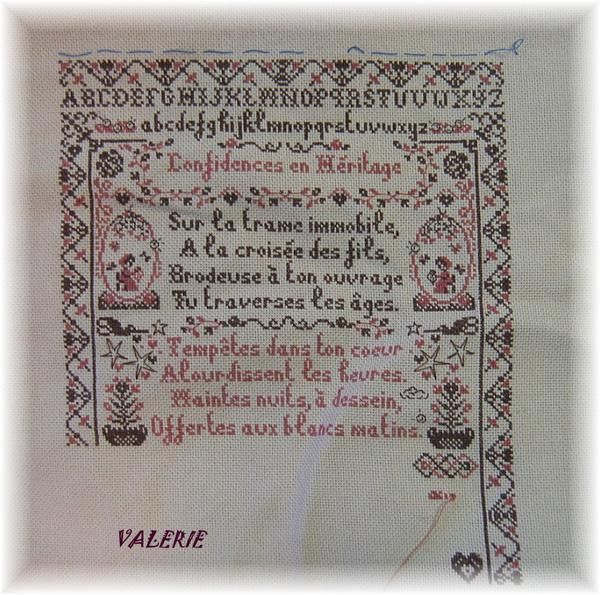 ABCDEFGHIJKLMNOPQRSTUVWXYZ
abcdefghijklmnopqrstuvwxyz
Confidences en Héritage
Sur la trame immobile,
A la croisée des fils,
Brodeuse à ton ouvrage
Tu traverses les âges.
Tempêtes dans ton coeur
Alourdissent les heures.
Maintes nuits, à dessein,
Offertes aux blancs matins.
VALERIE